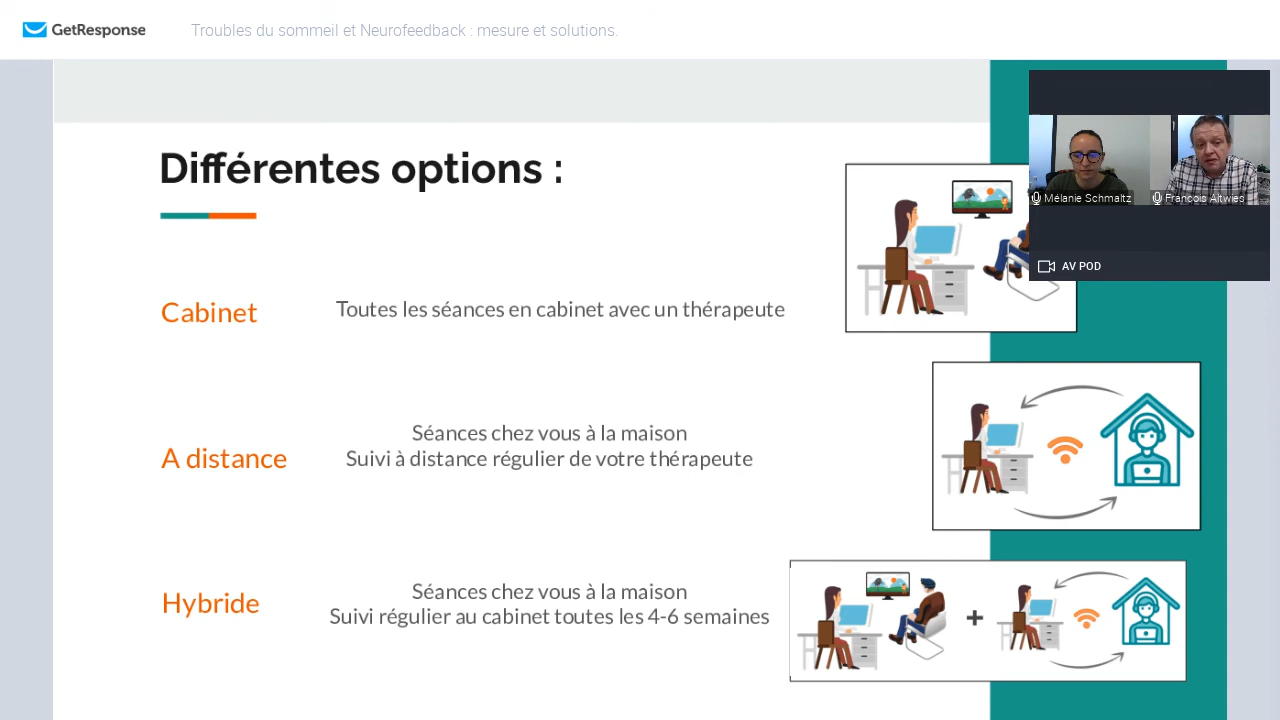 GetResponse
Troubles du sommeil et Neurofeedback : mesure et solutions.
Différentes options :
Mélanie Schmaltz
Francois Altwies
AV POD
Cabinet
Toutes les séances en cabinet avec un thérapeute
A distance
Séances chez vous à la maison
Suivi à distance régulier de votre thérapeute
Hybride
Séances chez vous à la maison
Suivi régulier au cabinet toutes les 4-6 semaines